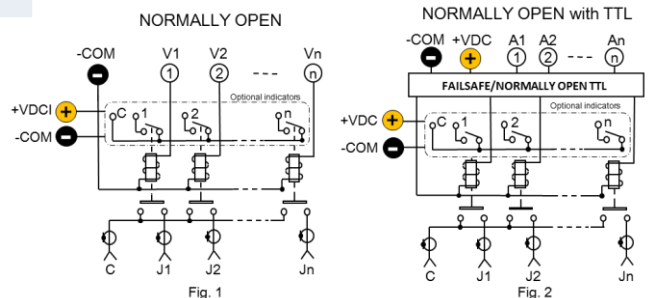 NORMALLY OPEN
-COM V1 V2 Vn
1 2 n
Optional indicators
+VDCI +
-COM -
C 1 2 n
C J1 J2 Jn
Fig. 1
NORMALLY OPEN with TTL
-COM +VDC A1 A2 An
- + 1 2 n
FAILSAFE/NORMALLY OPEN TTL
Optional indicators
+VDC +
-COM -
C 1 2 n
C J1 J2 Jn
Fig. 2